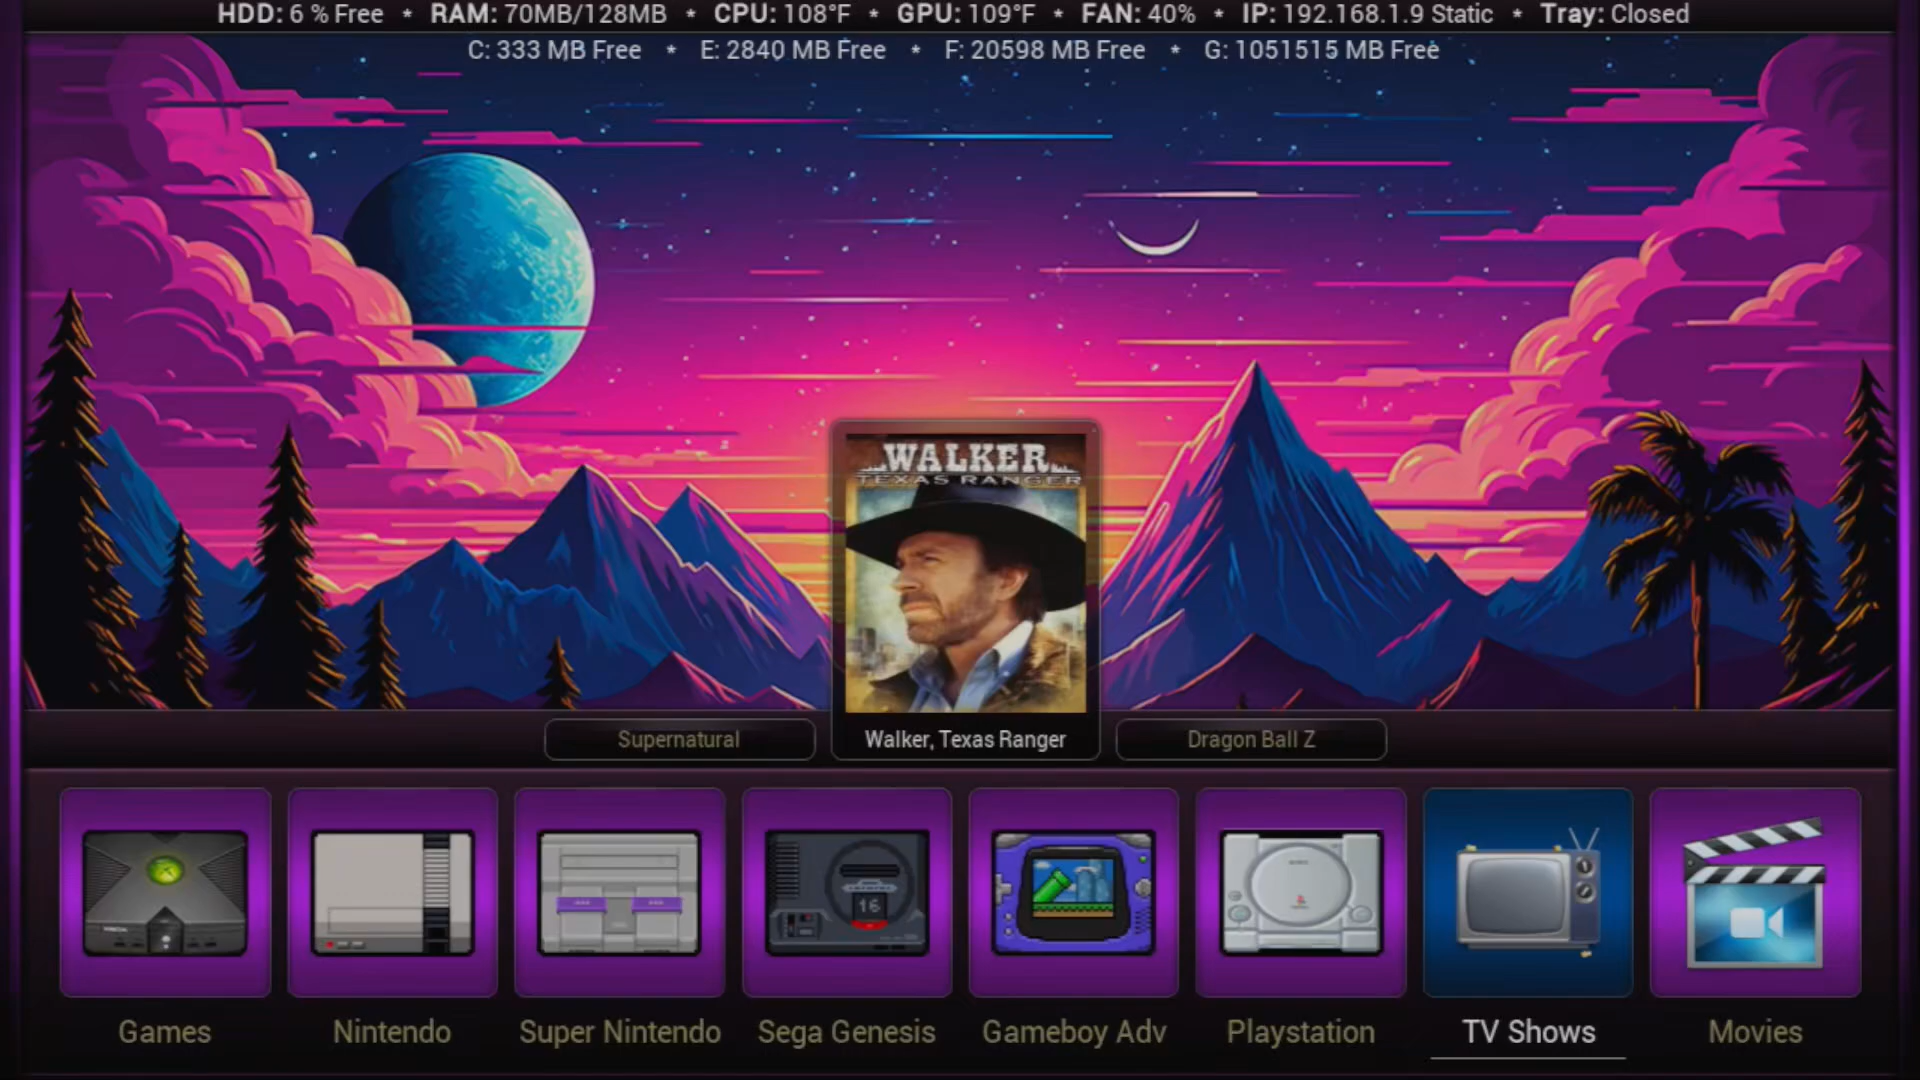 HDD: 6 % Free * RAM: 70MB/128MB * CPU: 108°F * GPU: 109°F * FAN: 40% * IP: 192.168.1.9 Static * Tray: Closed
C: 333 MB Free * E: 2840 MB Free * F: 20598 MB Free * G: 1051515 MB Free
WALKER
TEXAS RANGER
Supernatural
Walker, Texas Ranger
Dragon Ball Z
16
Games
Nintendo
Super Nintendo
Sega Genesis
Gameboy Adv
Playstation
TV Shows
Movies